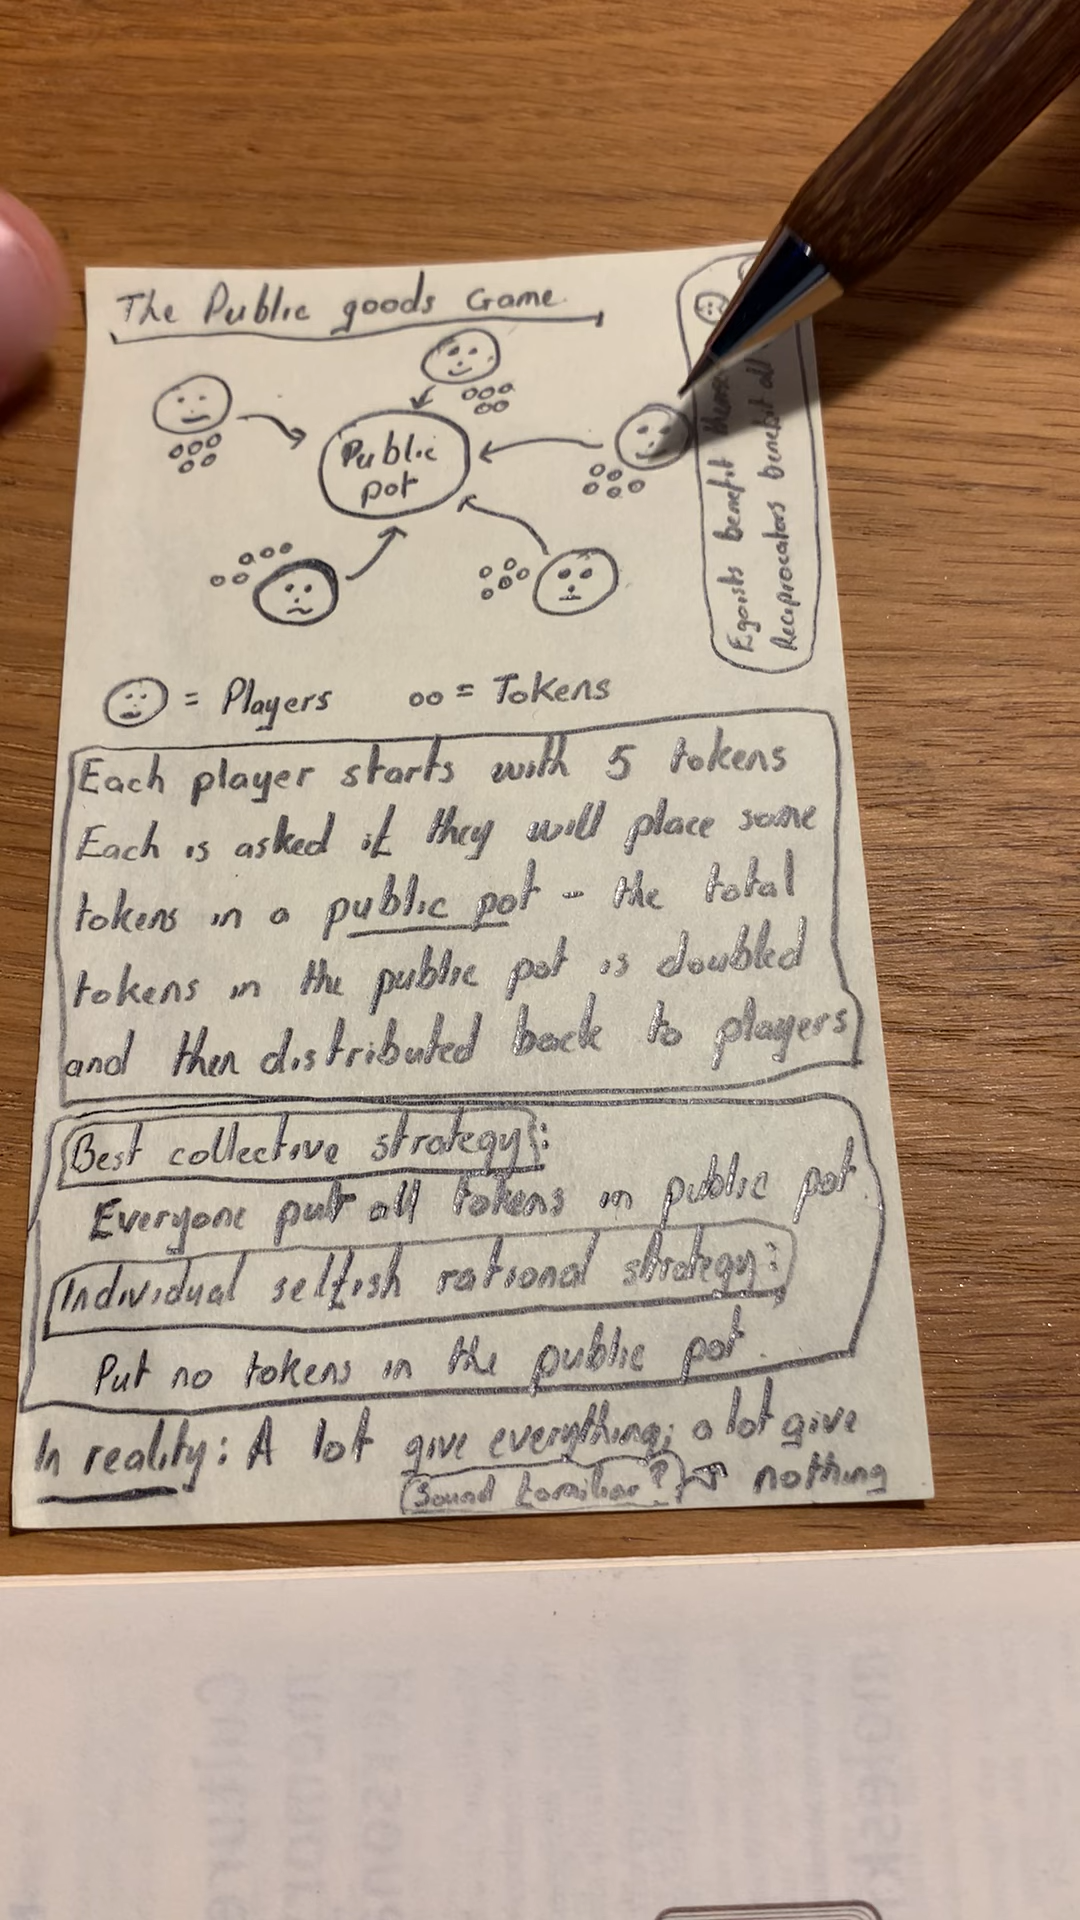 The Public goods Game
Public
pot
Egoists benefit
Reciprocators benefit all
= Players
= Tokens
Each player starts with 5 tokens
Each is asked if they will place some
tokens in a public pot - the total
tokens in the public pot is doubled
and then distributed back to players
Best collective strategy:
Everyone put all tokens in public pot
Individual selfish rational strategy:
Put no tokens in the public pot.
In reality: A lot give everything; a lot give
nothing
Sound familiar?